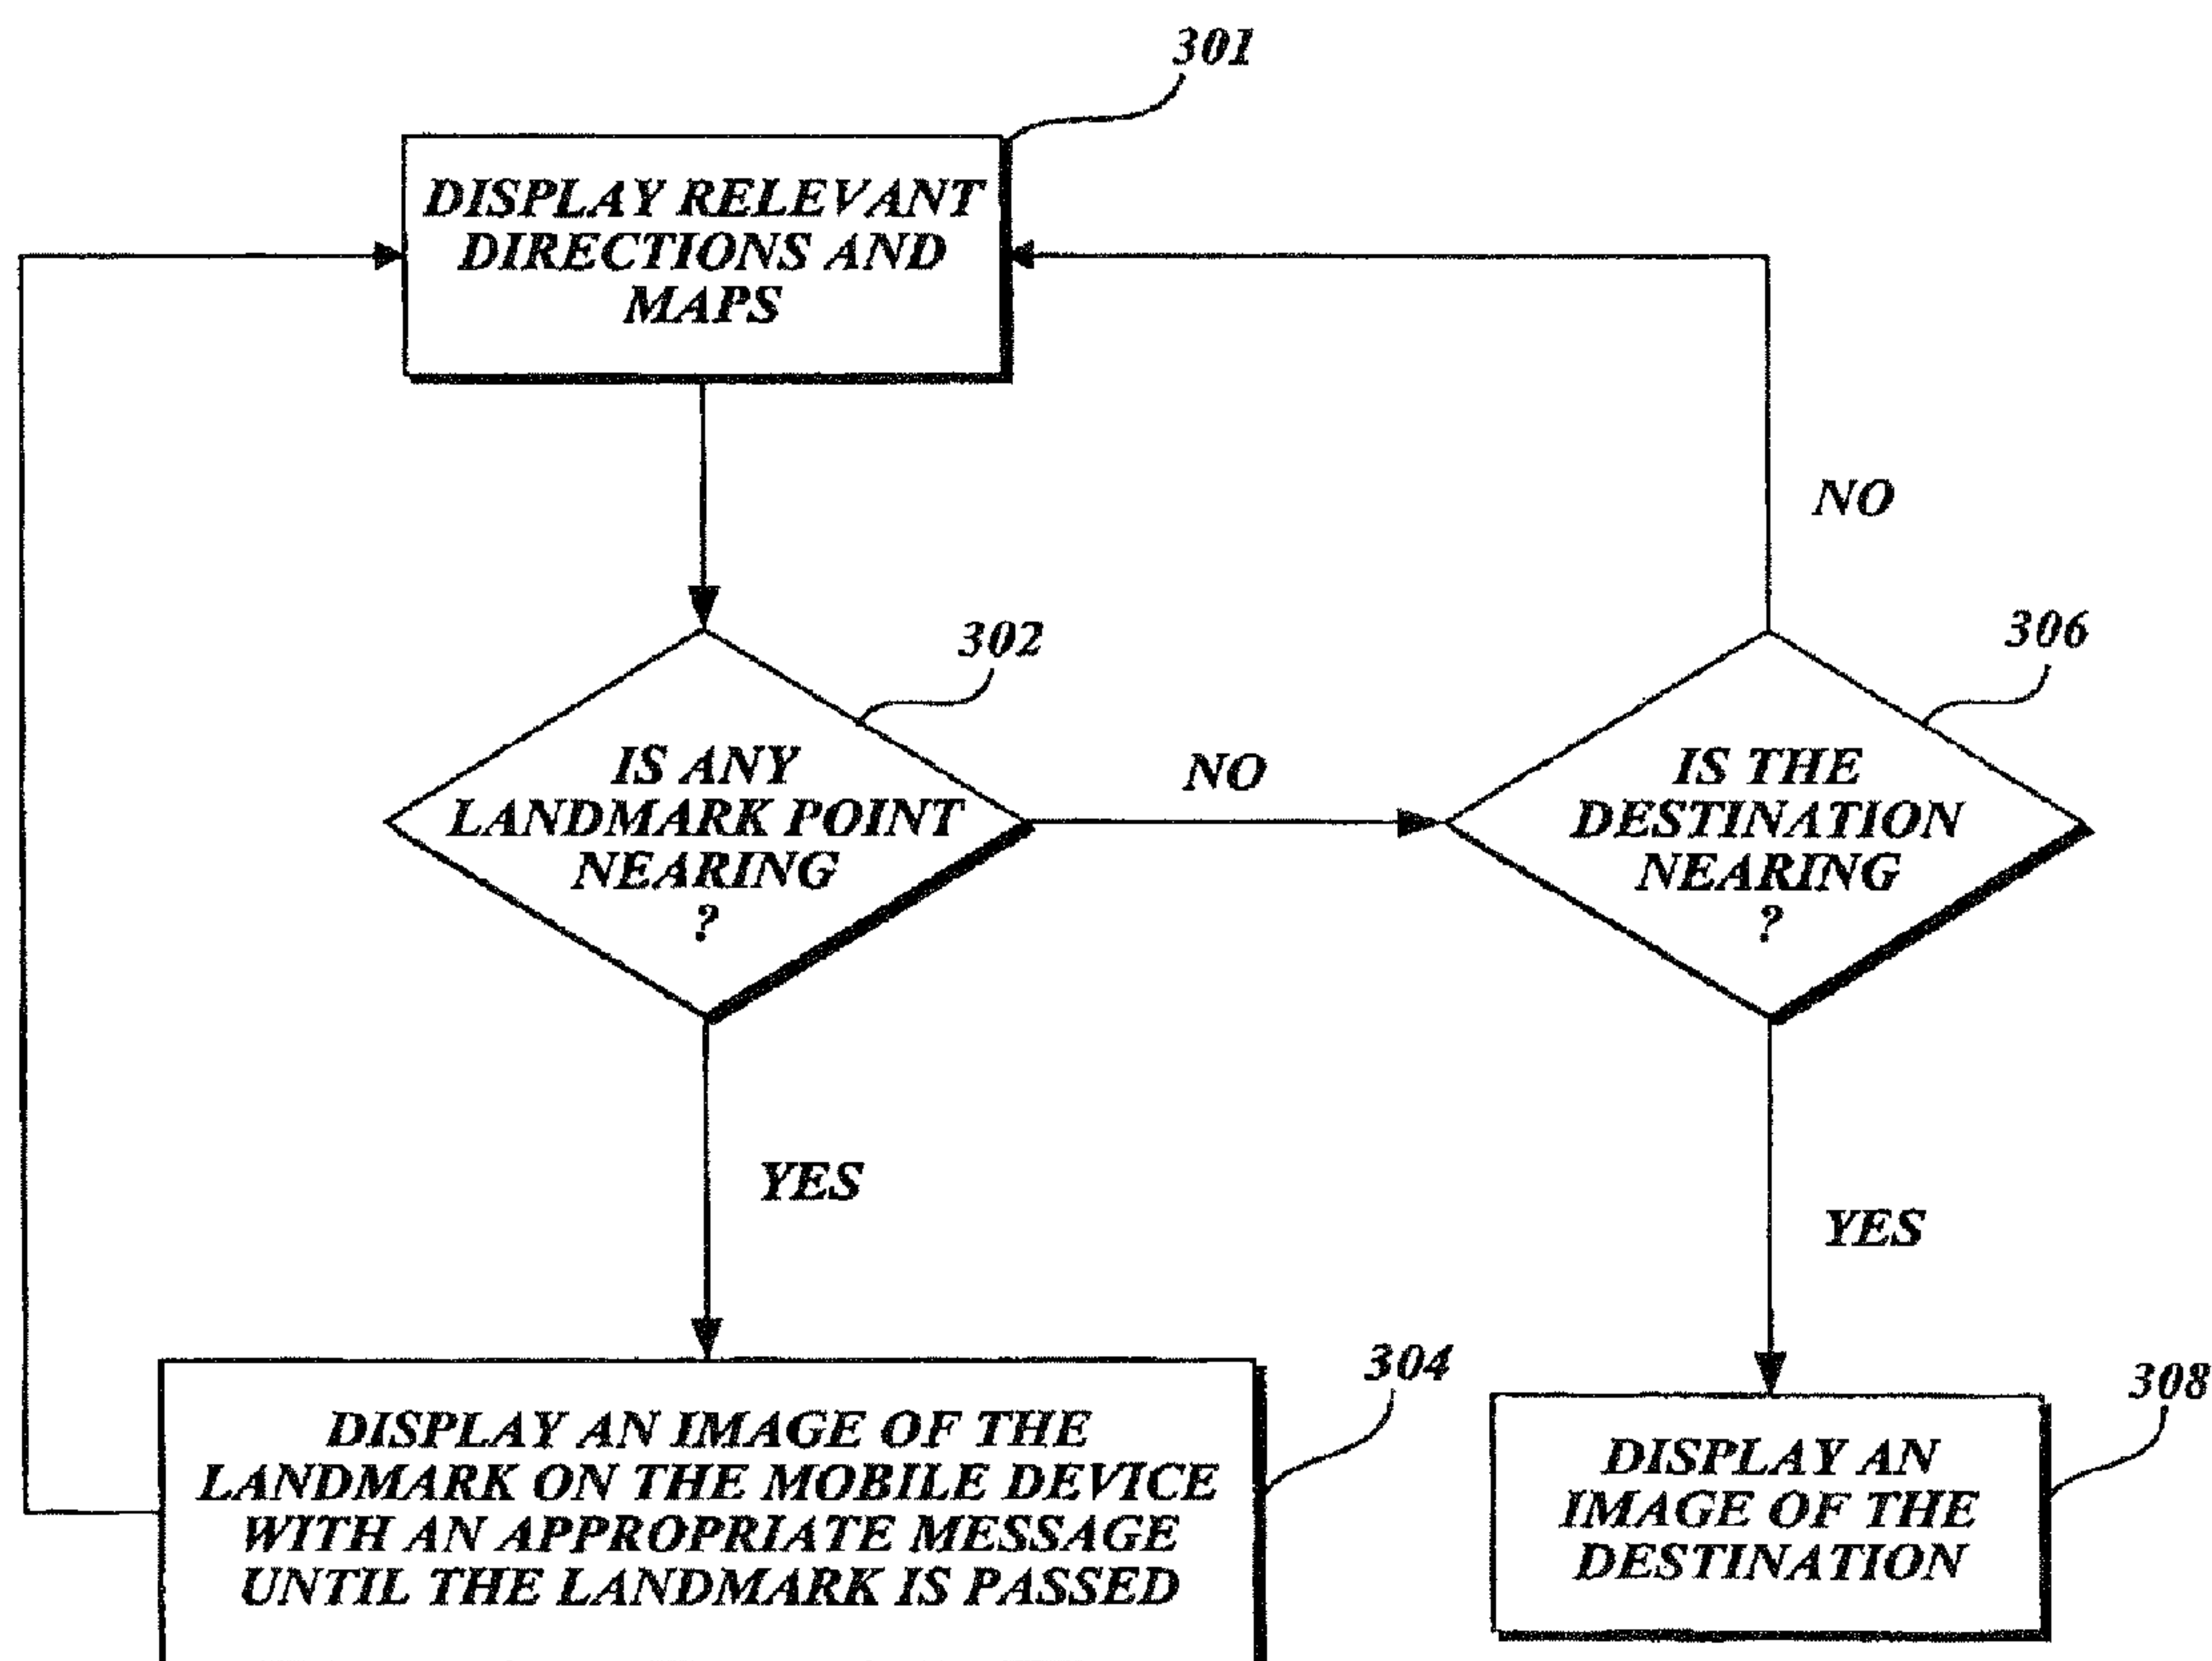 301
DISPLAY RELEVANT
DIRECTIONS AND
MAPS
NO
302
306
IS ANY
LANDMARK POINT
NEARING
?
NO
IS THE
DESTINATION
NEARING
?
YES
YES
304
308
DISPLAY AN IMAGE OF THE
LANDMARK ON THE MOBILE DEVICE
WITH AN APPROPRIATE MESSAGE
UNTIL THE LANDMARK IS PASSED
DISPLAY AN
IMAGE OF THE
DESTINATION